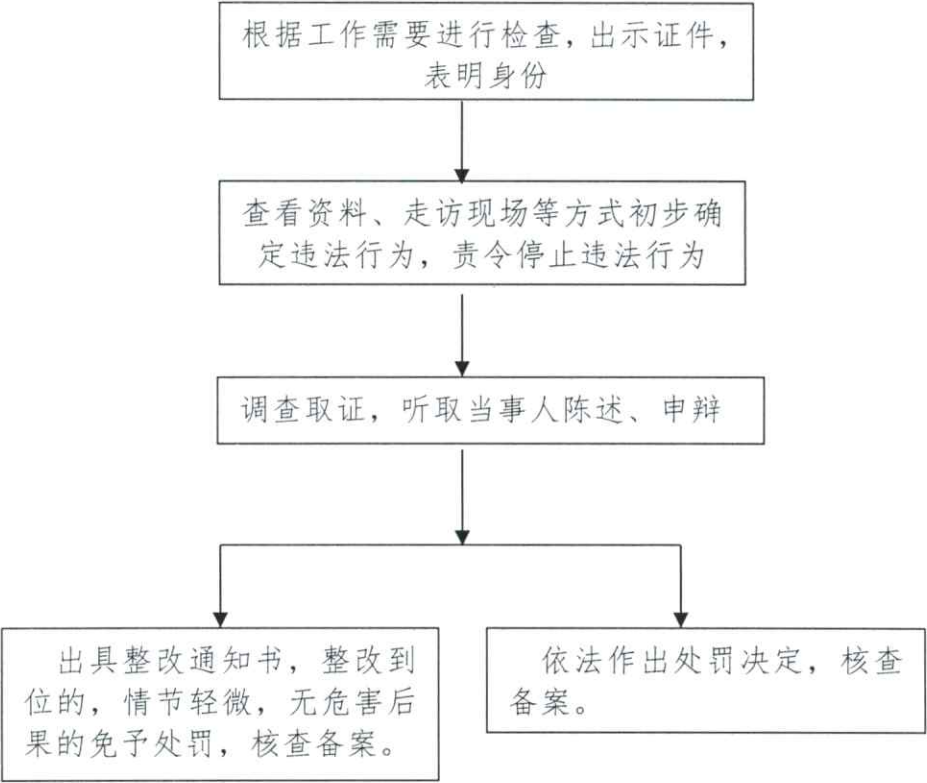 根据工作需要进行检查，出示证件，
表明身份
查看资料、走访现场等方式初步确
定违法行为，责令停止违法行为
调查取证，听取当事人陈述、申辩
出具整改通知书，整改到
位的，情节轻微，无危害后
果的免予处罚，核查备案。
依法作出处罚决定，核查
备案。